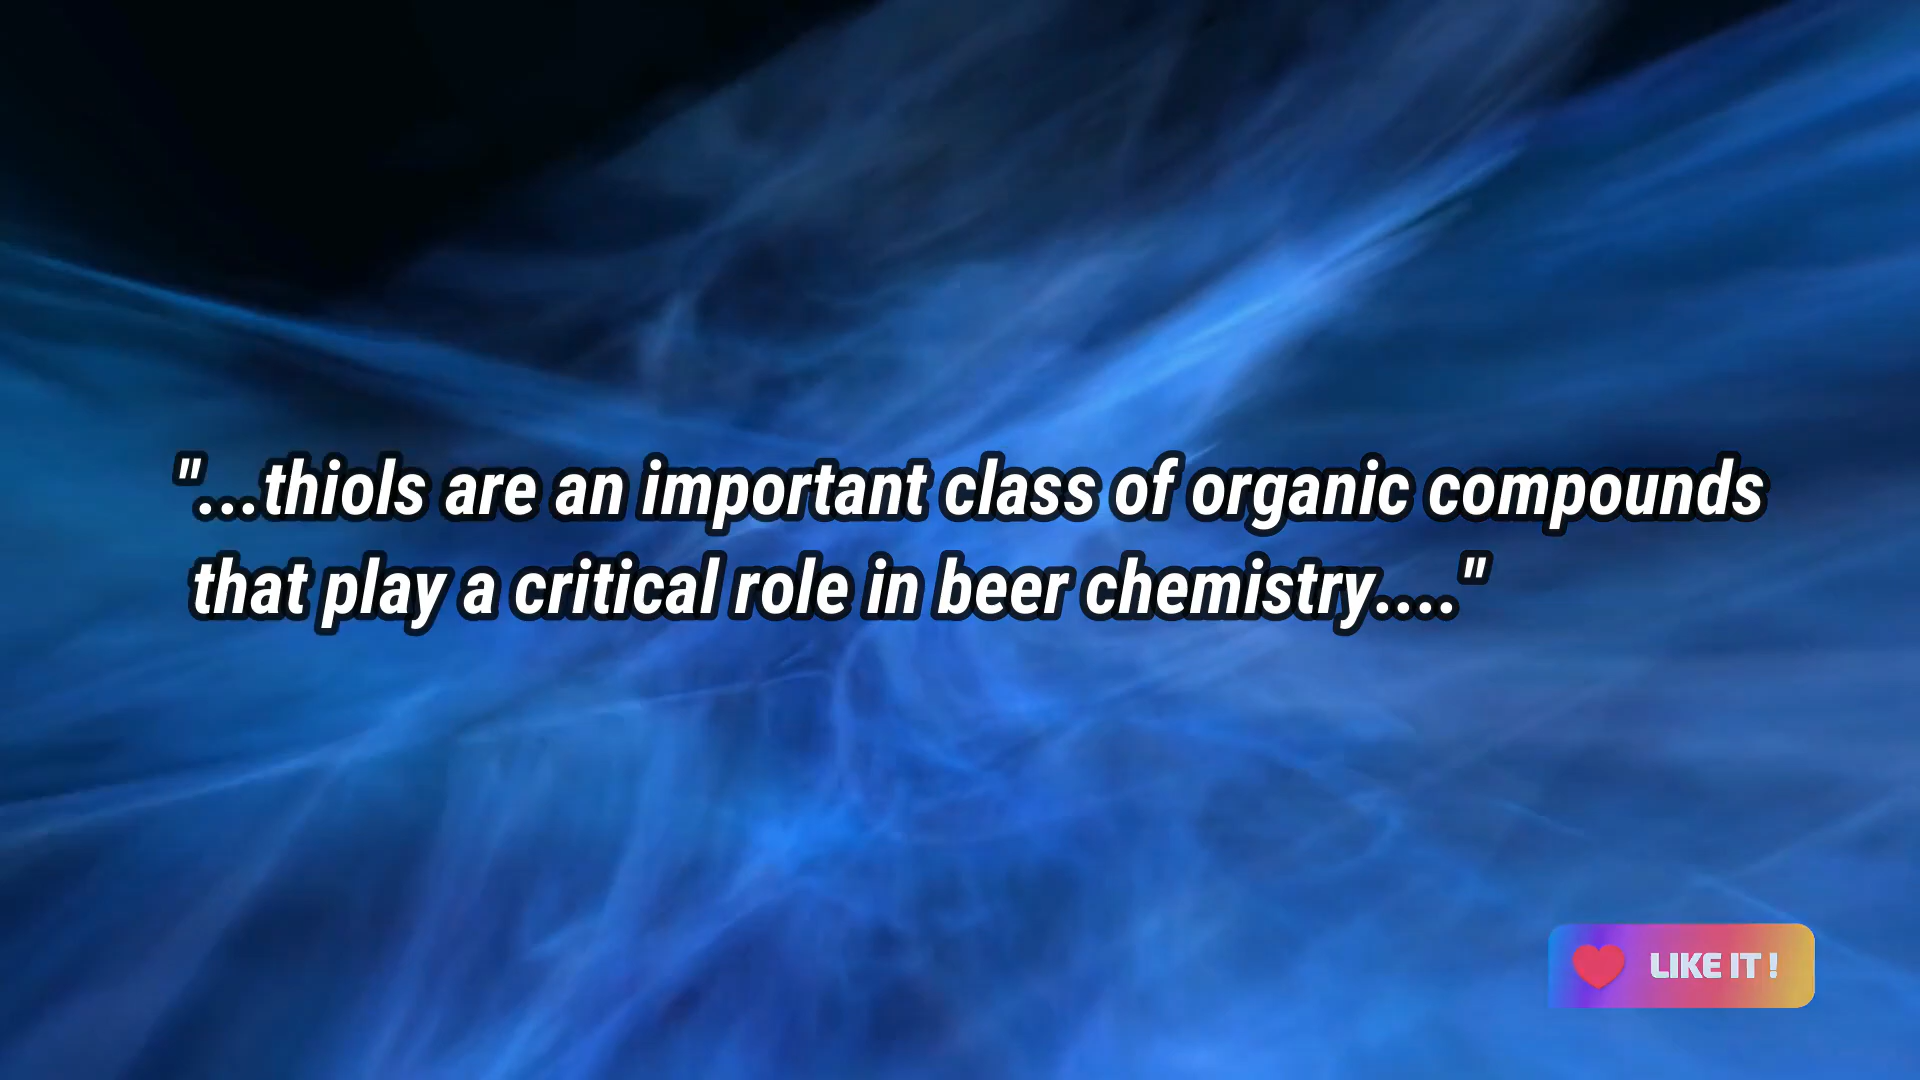 "...thiols are an important class of organic compounds
that play a critical role in beer chemistry...."
LIKE IT !